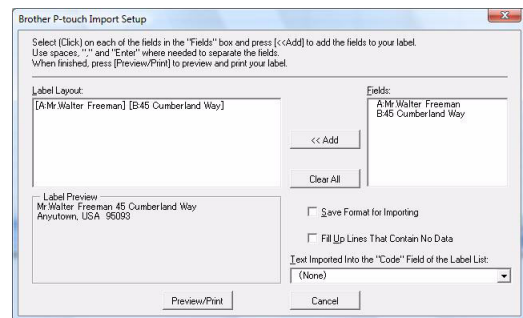 Brother P-touch Import Setup
Select (Click) on each of the fields in the "Fields" box and press [<<Add] to add the fields to your label.
Use spaces, "," and "Enter" where needed to separate the fields.
When finished, press [Preview/Print] to preview and print your label.
Label Layout:
[A:Mr.Walter Freeman] [B:45 Cumberland Way]
Fields:
A:Mr.Walter Freeman
B:45 Cumberland Way
<< Add
Clear All
Label Preview
Mr.Walter Freeman 45 Cumberland Way
Anyutown, USA 95093
Save Format for Importing
Fill Up Lines That Contain No Data
Text Imported Into the "Code" Field of the Label List:
(None)
Preview/Print
Cancel